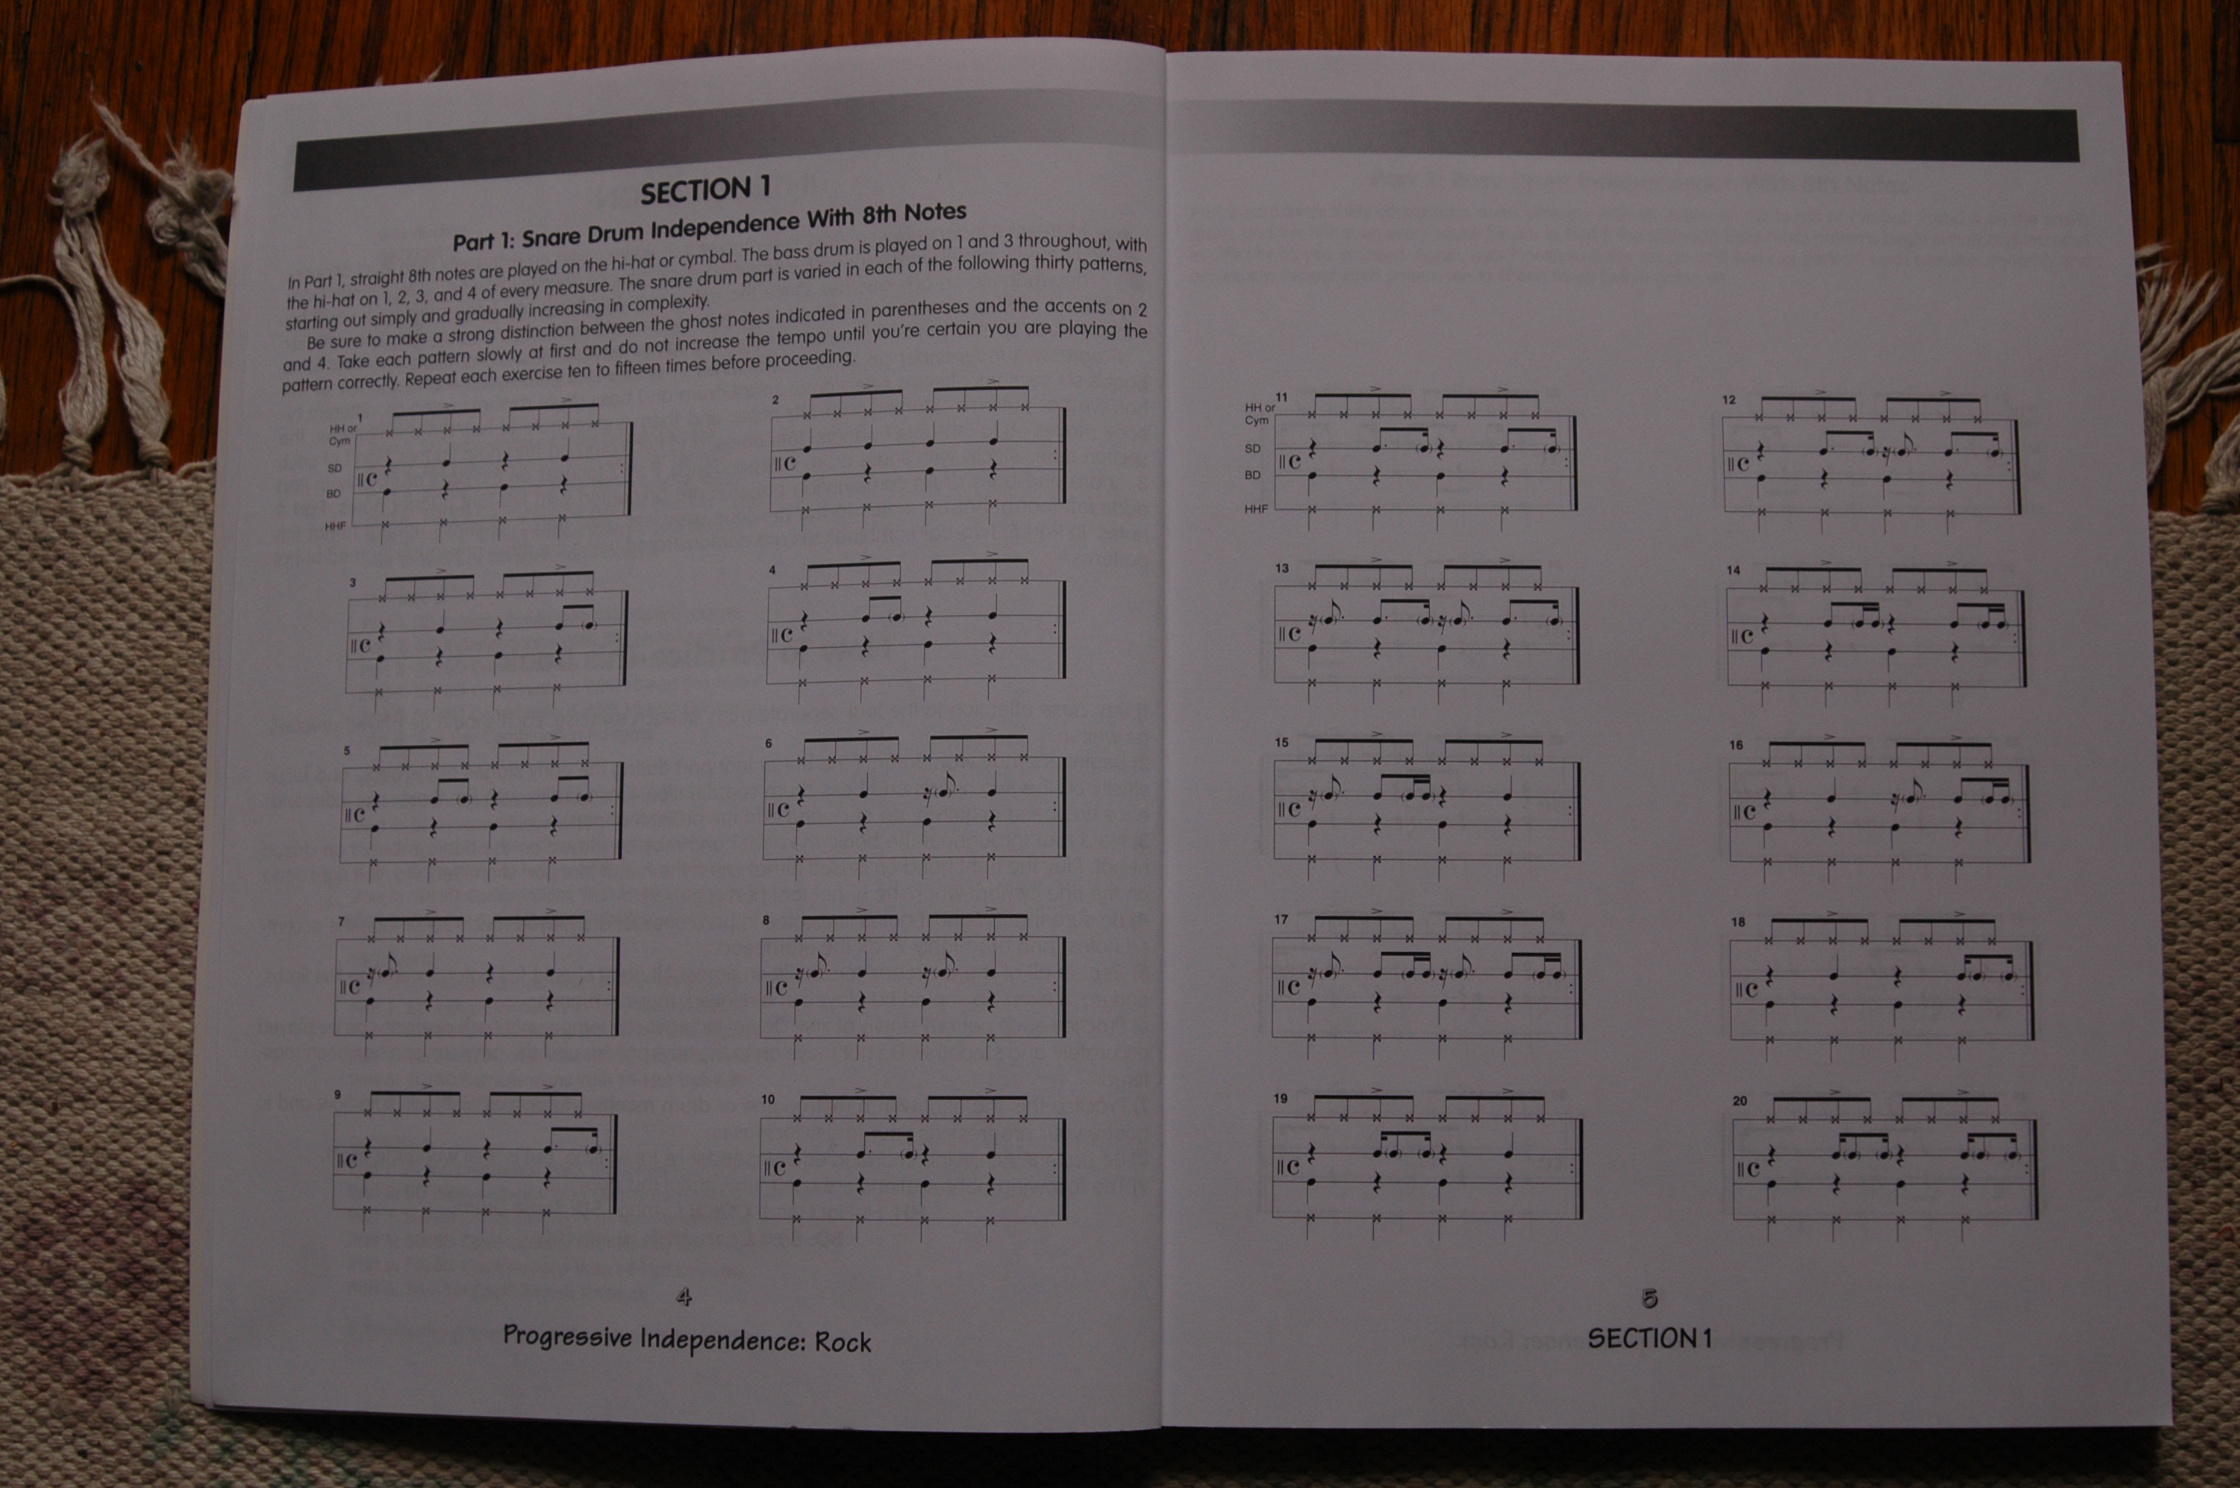 SECTION 1
Part 1: Snare Drum Independence With 8th Notes
In Part 1, straight 8th notes are played on the hi-hat or cymbal. The bass drum is played on 1 and 3 throughout, with
the hi-hat on 1, 2, 3, and 4 of every measure. The snare drum part is varied in each of the following thirty patterns,
starting out simply and gradually increasing in complexity.
Be sure to make a strong distinction between the ghost notes indicated in parentheses and the accents on 2
and 4. Take each pattern slowly at first and do not increase the tempo until you're certain you are playing the
pattern correctly. Repeat each exercise ten to fifteen times before proceeding.
1
HH or
Cym
SD
BD
HHF
2
3
4
5
6
7
8
9
10
4
Progressive Independence: Rock
11
HH or
Cym
SD
BD
HHF
12
13
14
15
16
17
18
19
20
5
SECTION 1